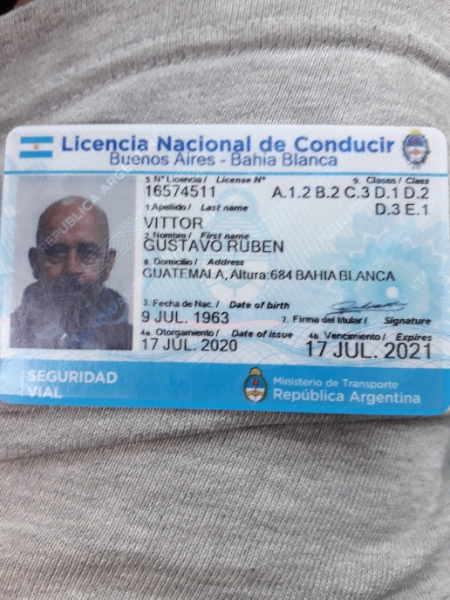 Licencia Nacional de Conducir
Buenos Aires - Bahia Blanca
5. Nº Licencia / License Nº
9. Clases / Class
16574511
A.1.2 B.2 C.3 D.1 D.2
D.3 E.1
1.Apellido / Last name
VITTOR
2. Nombre / First name
GUSTAVO RUBEN
8. Domicilio / Address
GUATEMALA, Altura:684 BAHIA BLANCA
3. Fecha de Nac. / Date of birth
9 JUL. 1963
7. Firma del titular / Signature
4a. Otorgamiento / Date of issue
4b. Vencimiento / Expires
17 JUL. 2020
17 JUL. 2021
SEGURIDAD
VIAL
Ministerio de Transporte
República Argentina